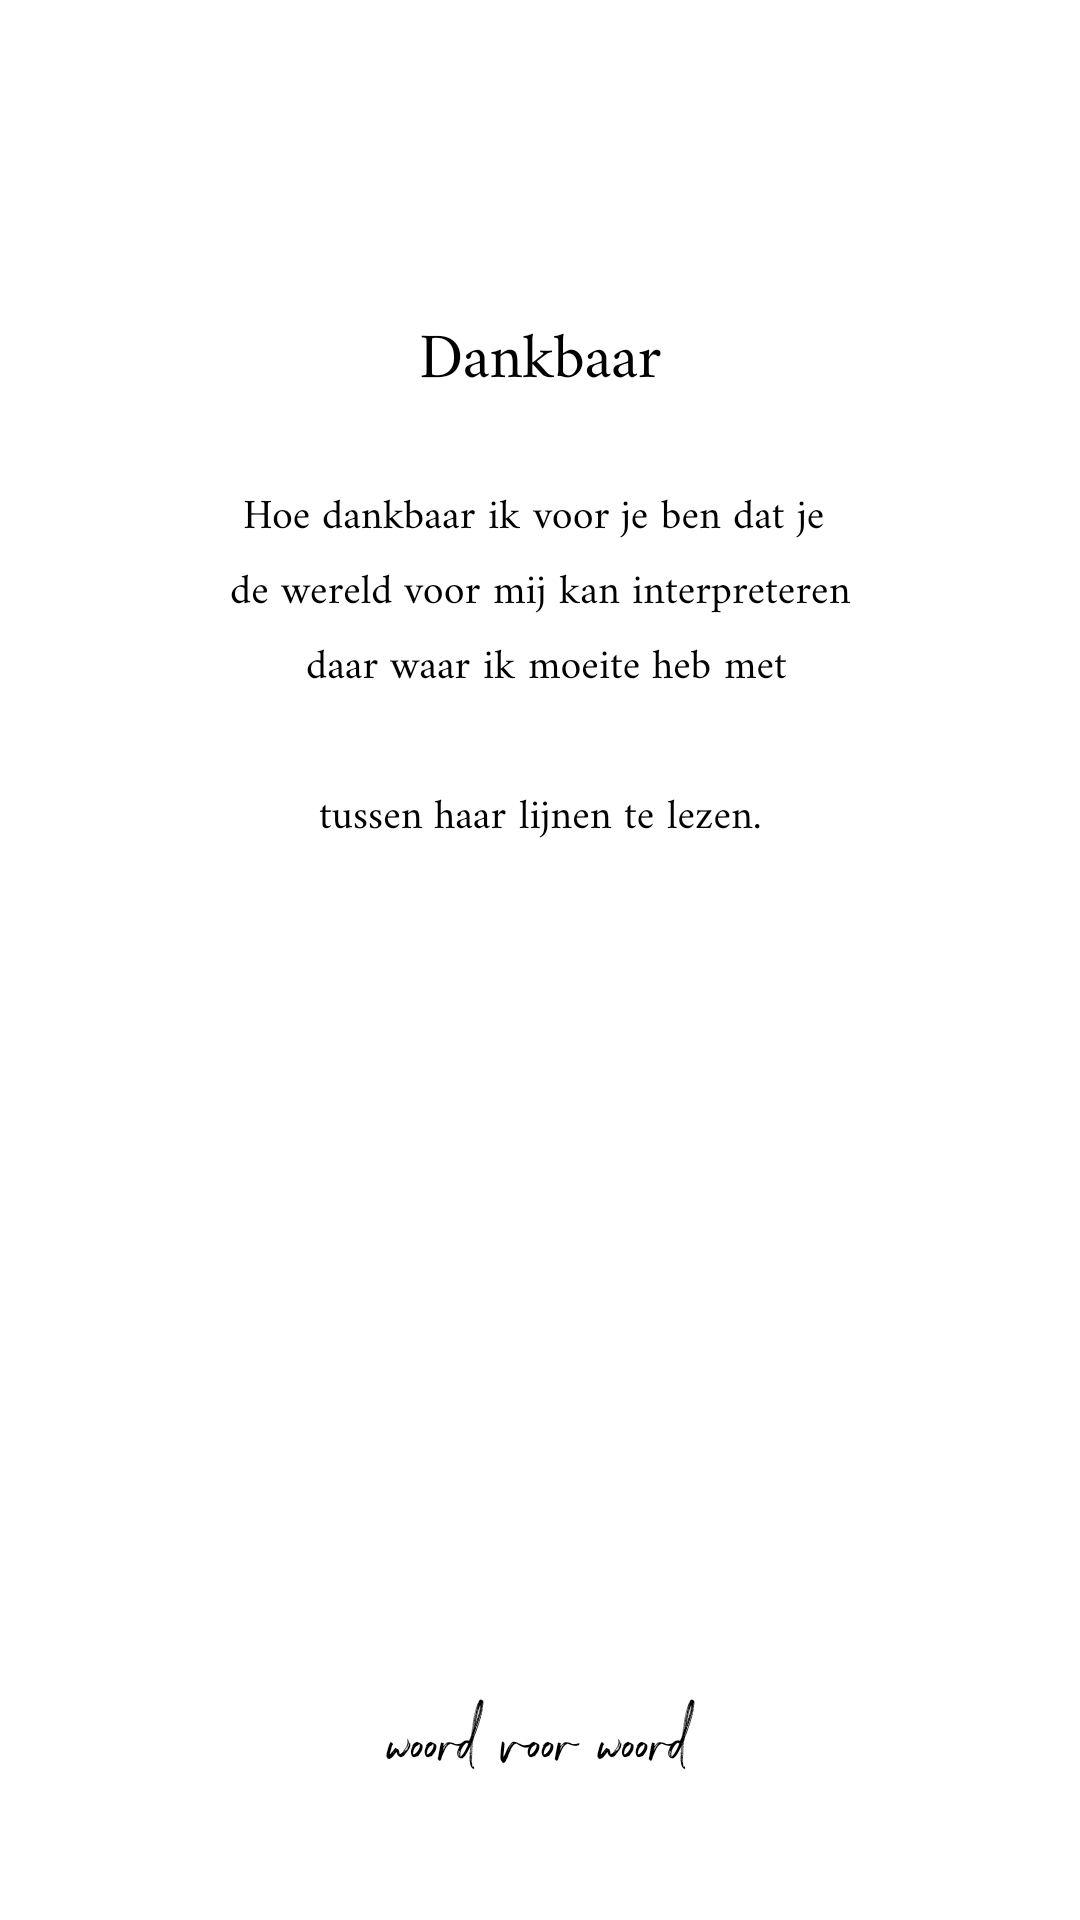 Dankbaar
Hoe dankbaar ik voor je ben dat je
de wereld voor mij kan interpreteren
daar waar ik moeite heb met
tussen haar lijnen te lezen.
woord voor woord